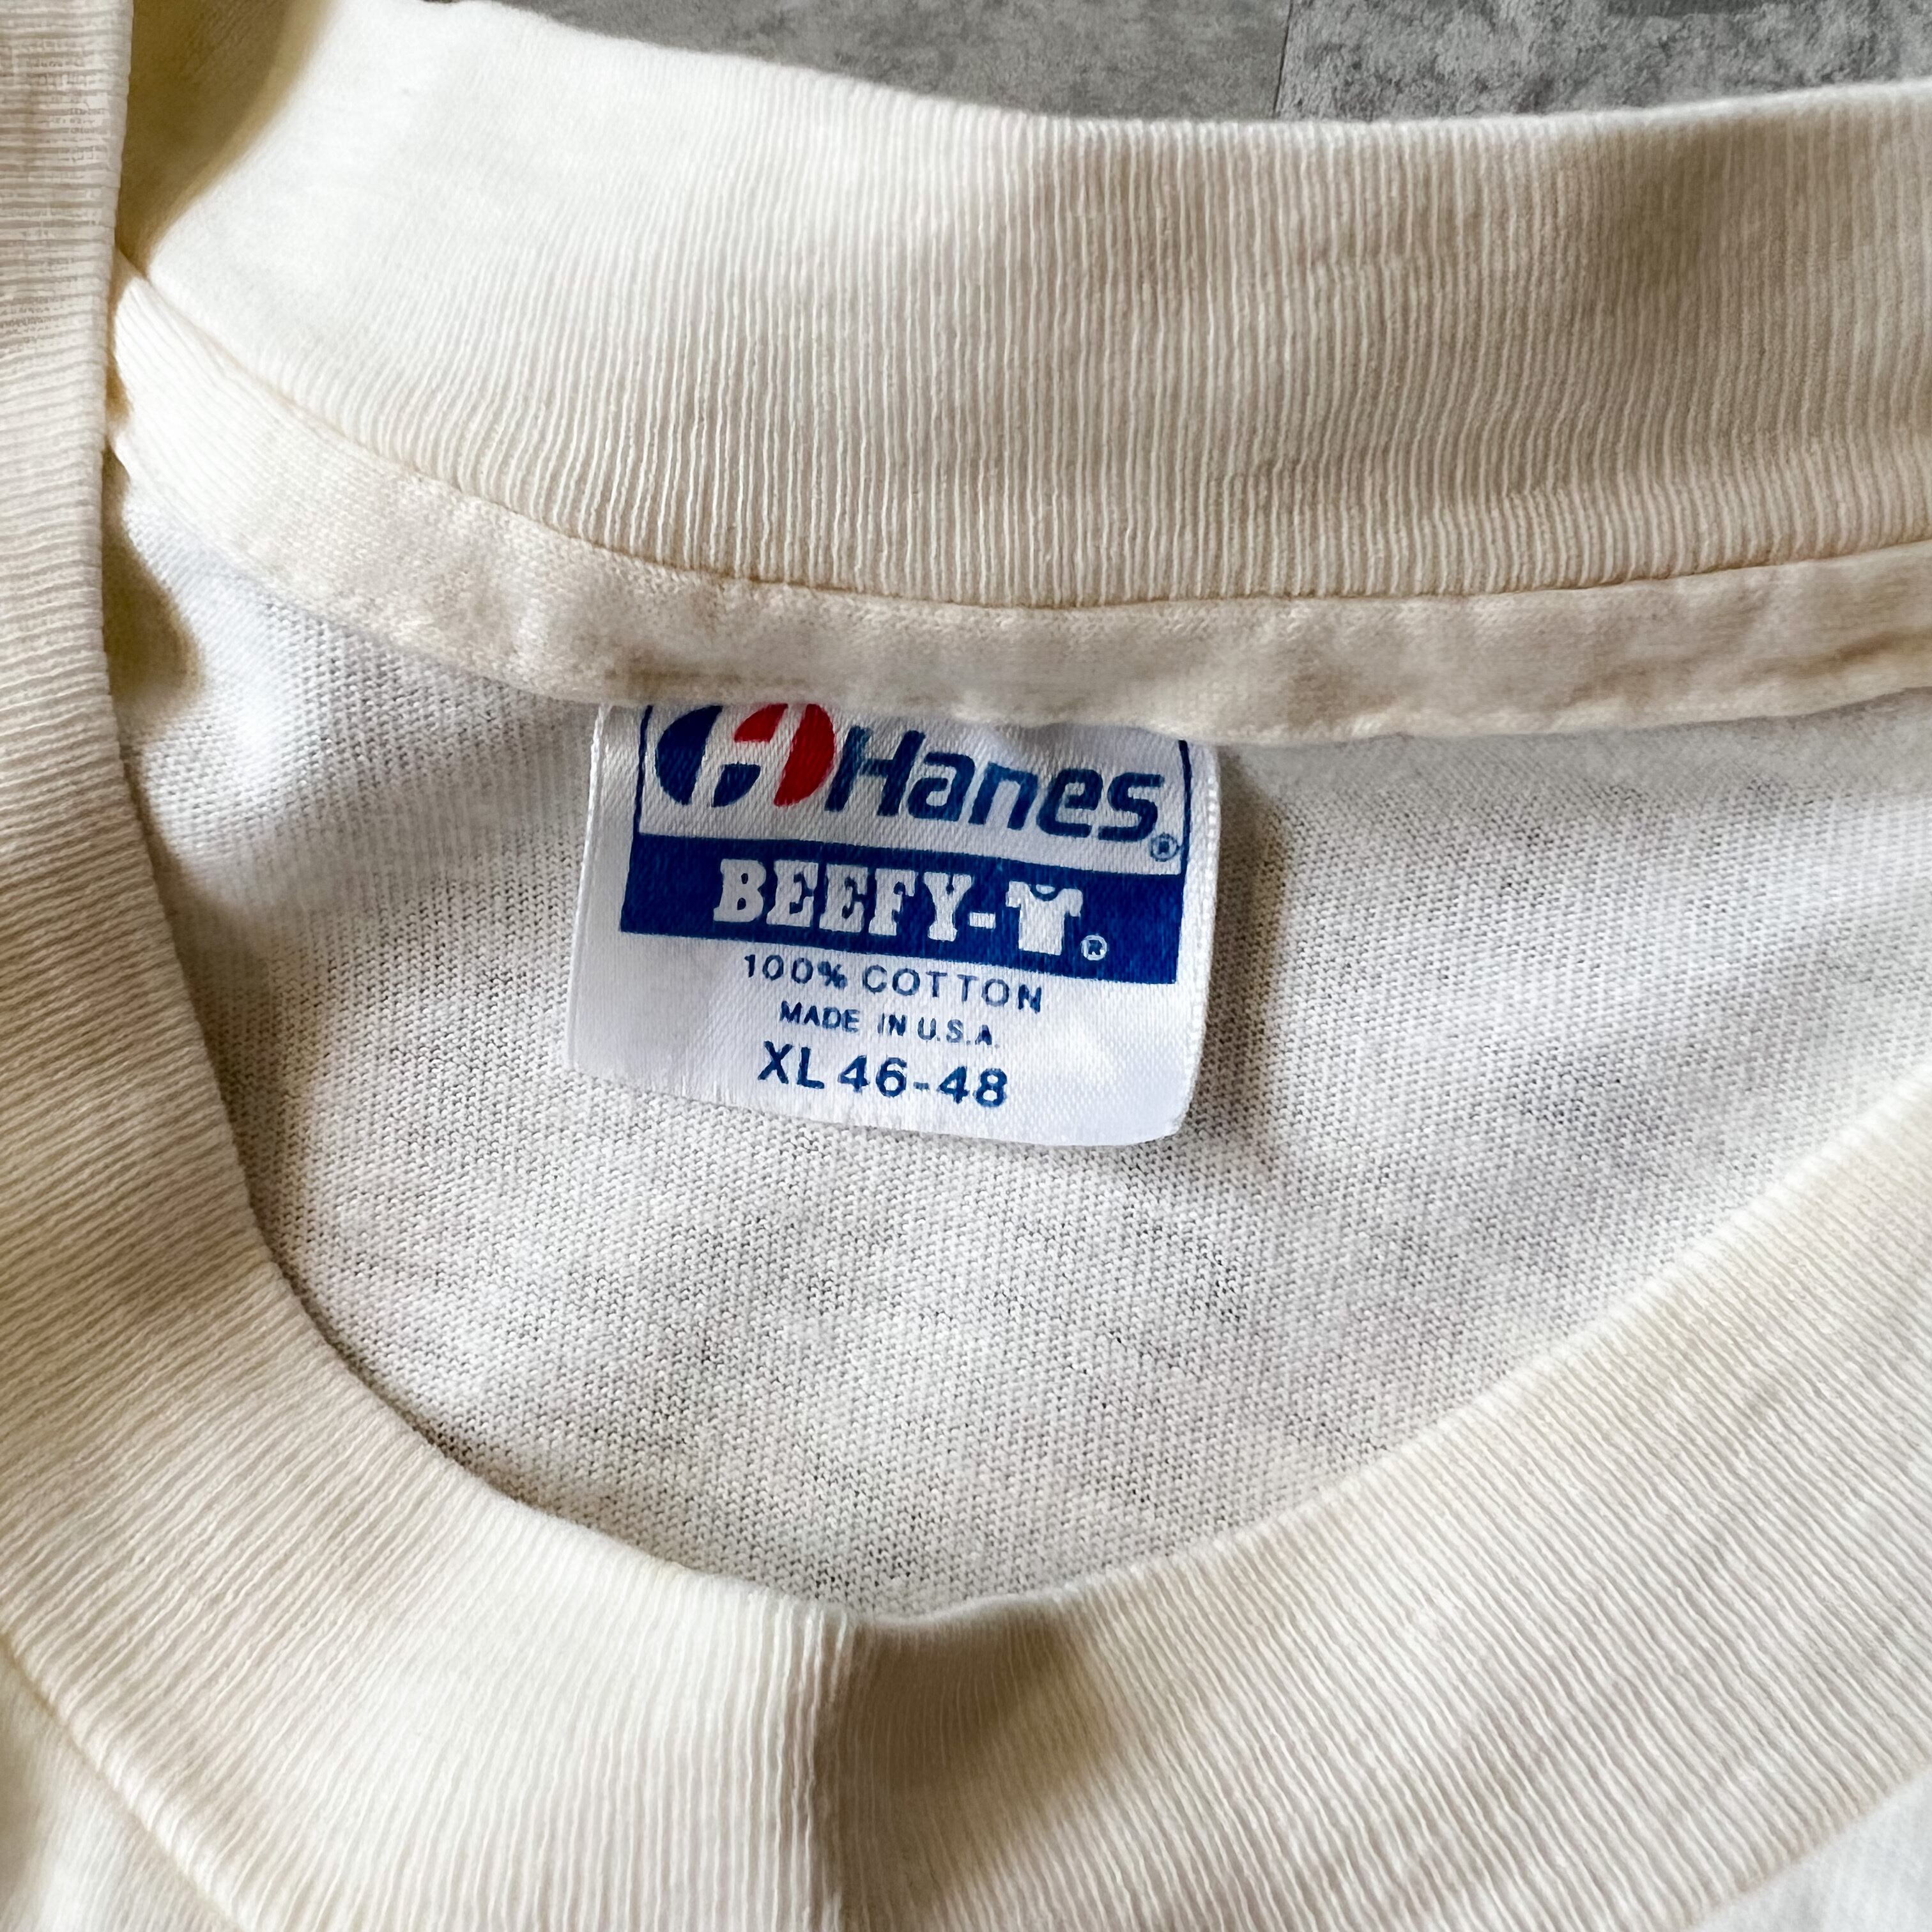 Hanes®
BEEFY-T®
100% COTTON
MADE IN U.S.A.
XL 46-48